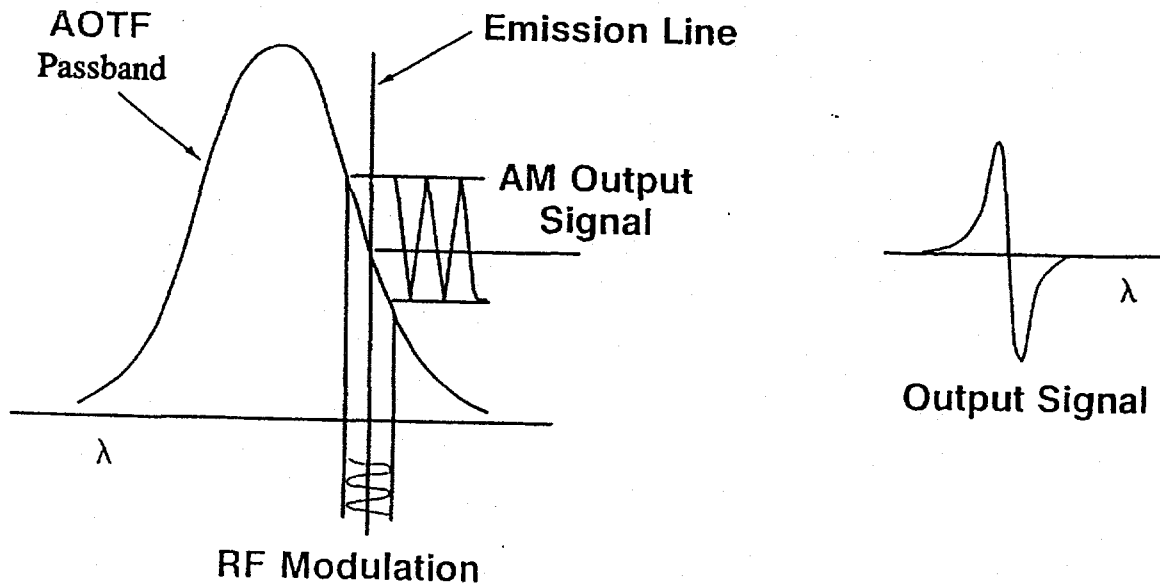 AOTF
Passband
Emission Line
AM Output
Signal
λ
RF Modulation
λ
Output Signal